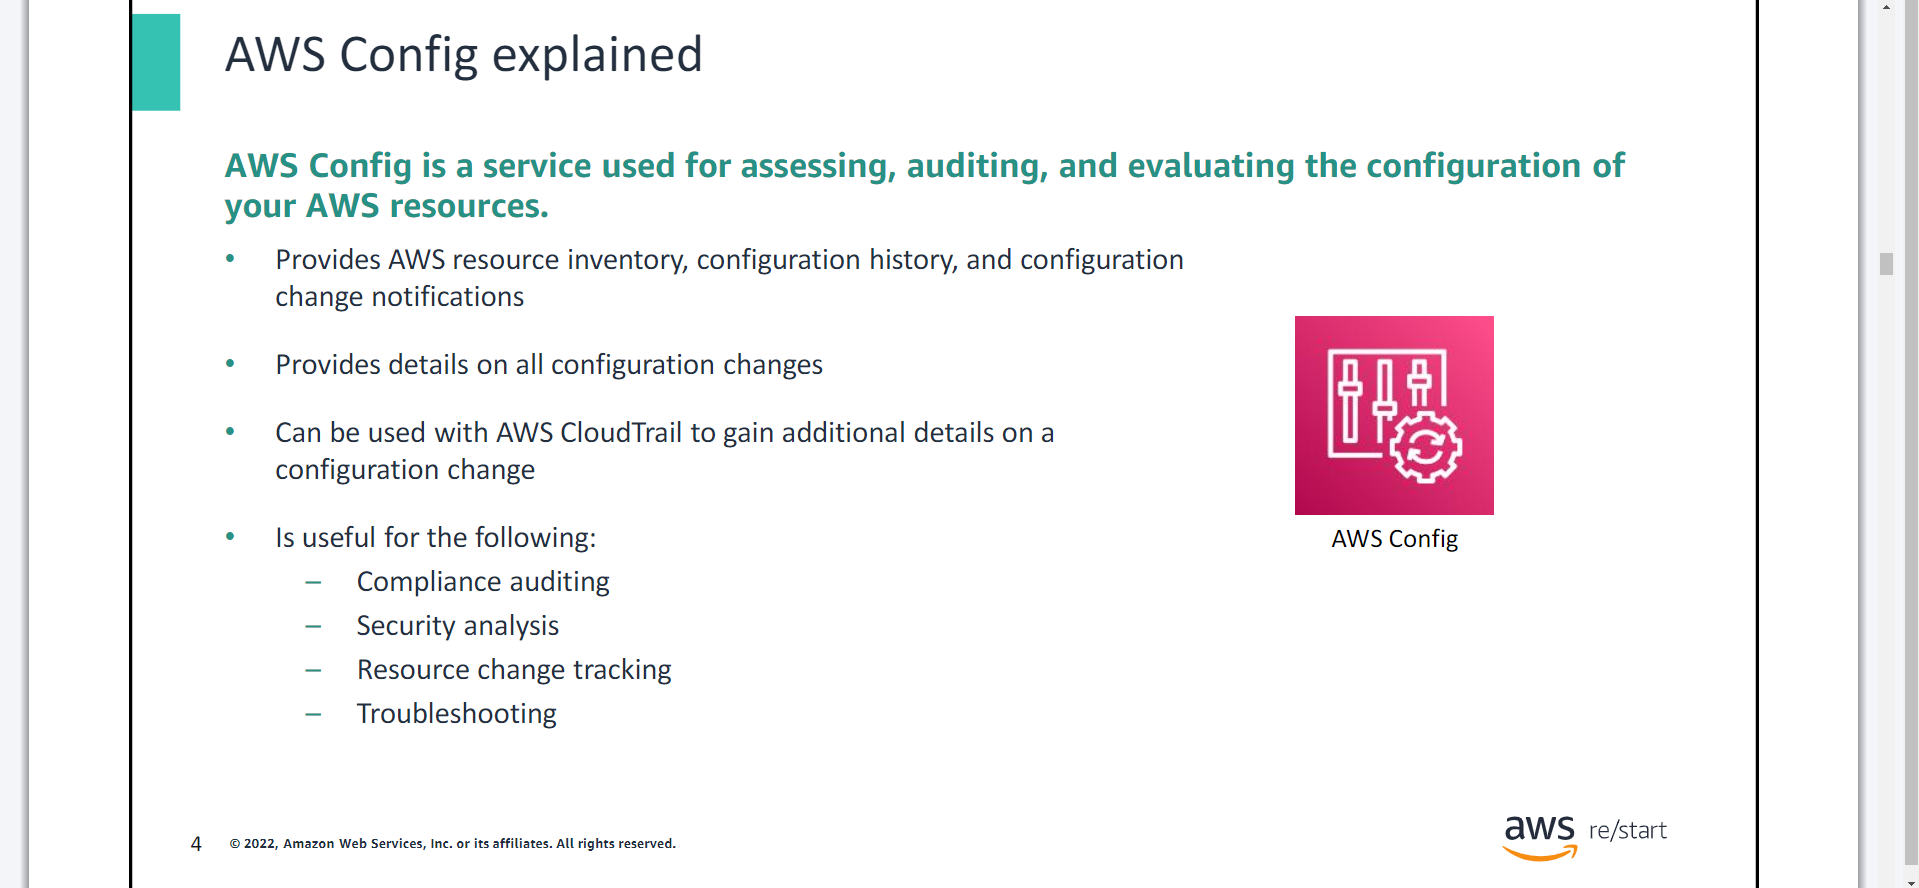 AWS Config explained
AWS Config is a service used for assessing, auditing, and evaluating the configuration of
your AWS resources.
• Provides AWS resource inventory, configuration history, and configuration
change notifications
• Provides details on all configuration changes
• Can be used with AWS CloudTrail to gain additional details on a
configuration change
• Is useful for the following:
– Compliance auditing
– Security analysis
– Resource change tracking
– Troubleshooting
AWS Config
4 © 2022, Amazon Web Services, Inc. or its affiliates. All rights reserved.
aws re/start